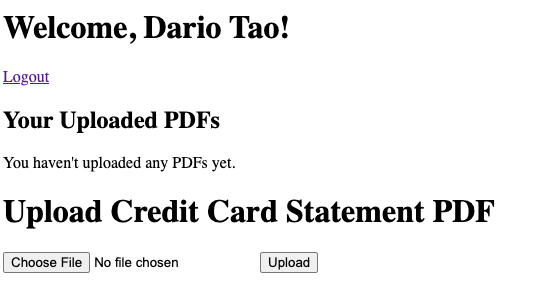 Welcome, Dario Tao!
Logout
Your Uploaded PDFs
You haven't uploaded any PDFs yet.
Upload Credit Card Statement PDF
Choose File No file chosen Upload